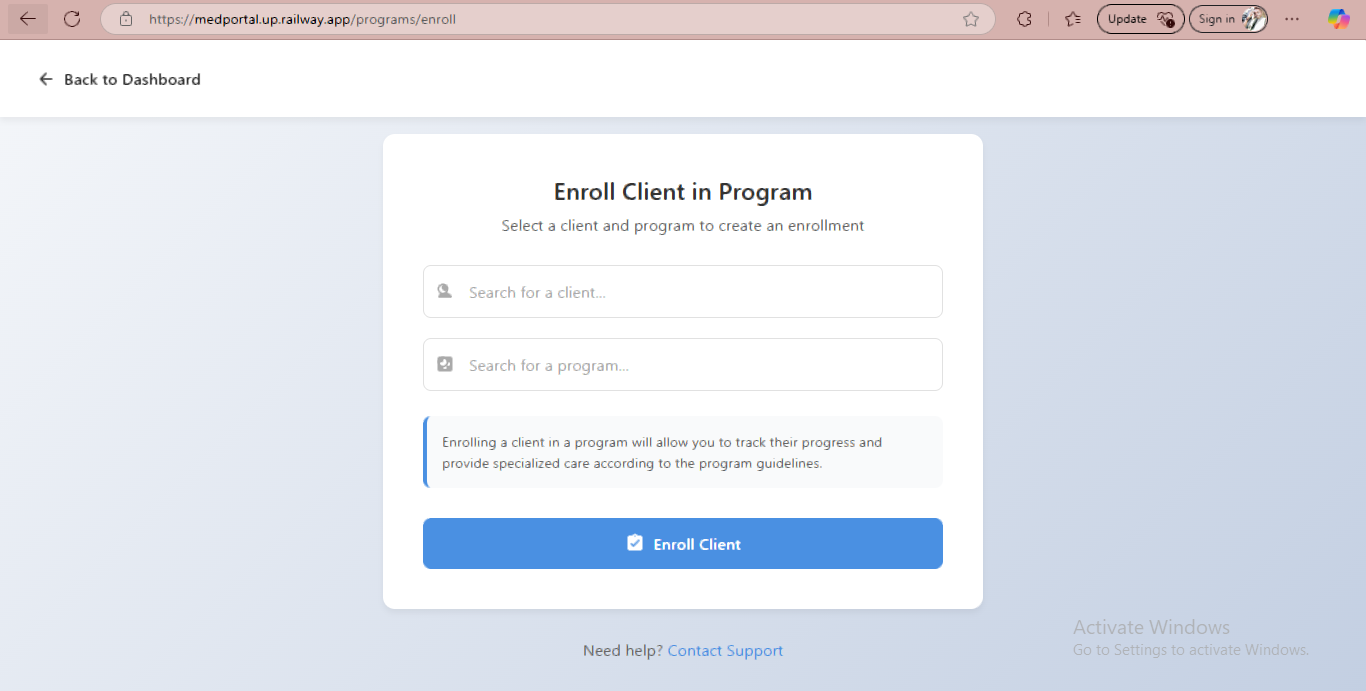 https://medportal.up.railway.app/programs/enroll
Update
Sign in
Back to Dashboard
Enroll Client in Program
Select a client and program to create an enrollment
Search for a client...
Search for a program...
Enrolling a client in a program will allow you to track their progress and
provide specialized care according to the program guidelines.
Enroll Client
Need help? Contact Support
Activate Windows
Go to Settings to activate Windows.